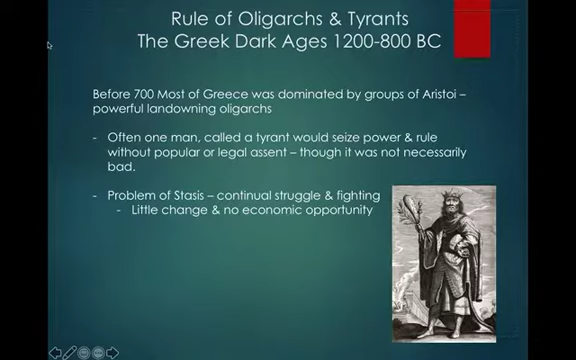 Rule of Oligarchs & Tyrants
The Greek Dark Ages 1200-800 BC
Before 700 Most of Greece was dominated by groups of Aristoi –
powerful landowning oligarchs
- Often one man, called a tyrant would seize power & rule
without popular or legal assent – though it was not necessarily
bad.
- Problem of Stasis – continual struggle & fighting
- Little change & no economic opportunity